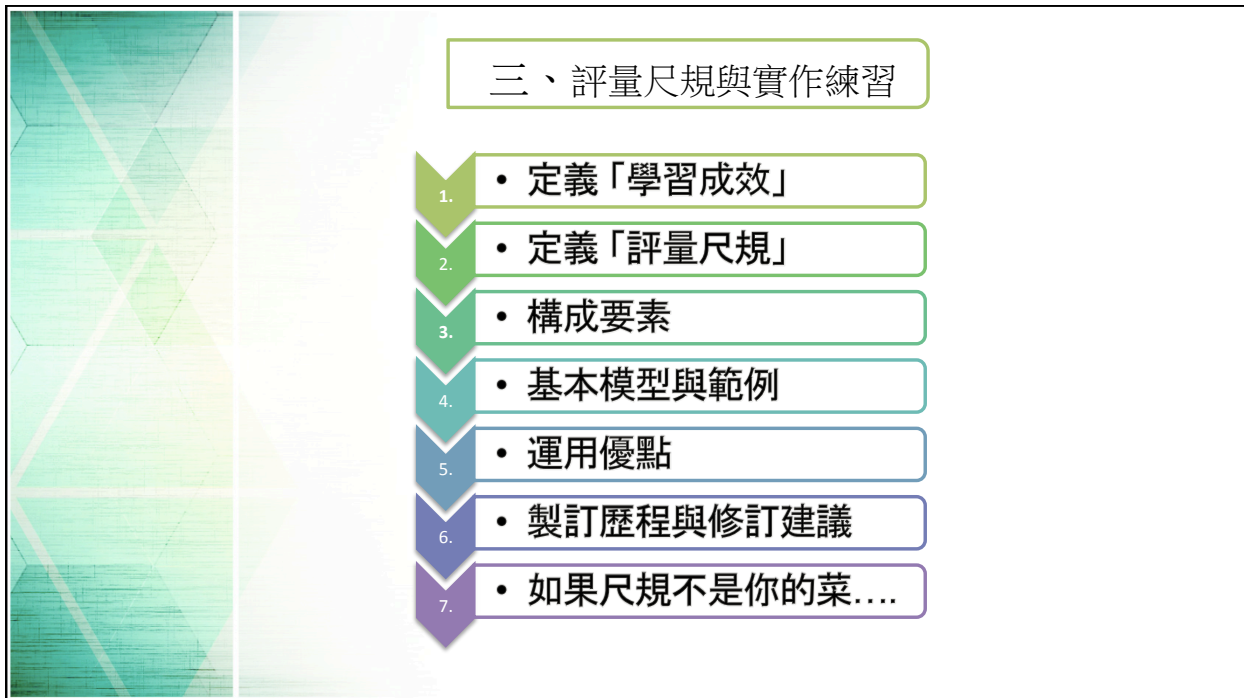 三、評量尺規與實作練習
1. • 定義「學習成效」
2. • 定義「評量尺規」
3. • 構成要素
4. • 基本模型與範例
5. • 運用優點
6. • 製訂歷程與修訂建議
7. • 如果尺規不是你的菜….